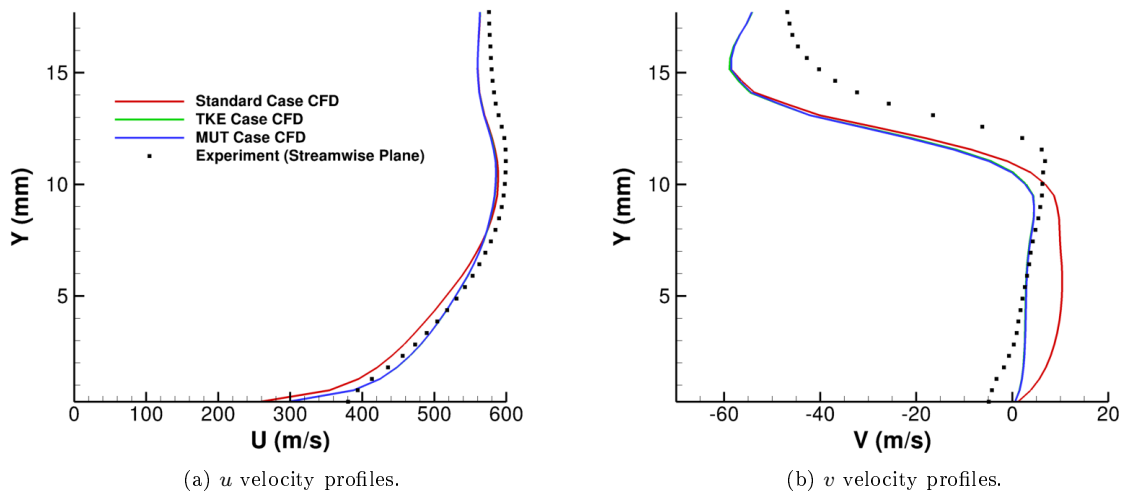 Y (mm)
15
10
5
Standard Case CFD
TKE Case CFD
MUT Case CFD
Experiment (Streamwise Plane)
0 100 200 300 400 500 600
U (m/s)
(a) u velocity profiles.
Y (mm)
15
10
5
-60 -40 -20 0 20
V (m/s)
(b) v velocity profiles.